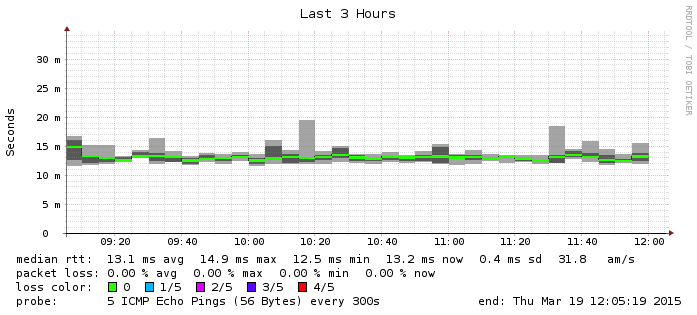 Last 3 Hours
RRDTOOL / TOBI OETIKER
Seconds
30 m
25 m
20 m
15 m
10 m
5 m
0
09:20 09:40 10:00 10:20 10:40 11:00 11:20 11:40 12:00
median rtt: 13.1 ms avg 14.9 ms max 12.5 ms min 13.2 ms now 0.4 ms sd 31.8 am/s
packet loss: 0.00 % avg 0.00 % max 0.00 % min 0.00 % now
loss color: 0 1/5 2/5 3/5 4/5
probe: 5 ICMP Echo Pings (56 Bytes) every 300s end: Thu Mar 19 12:05:19 2015